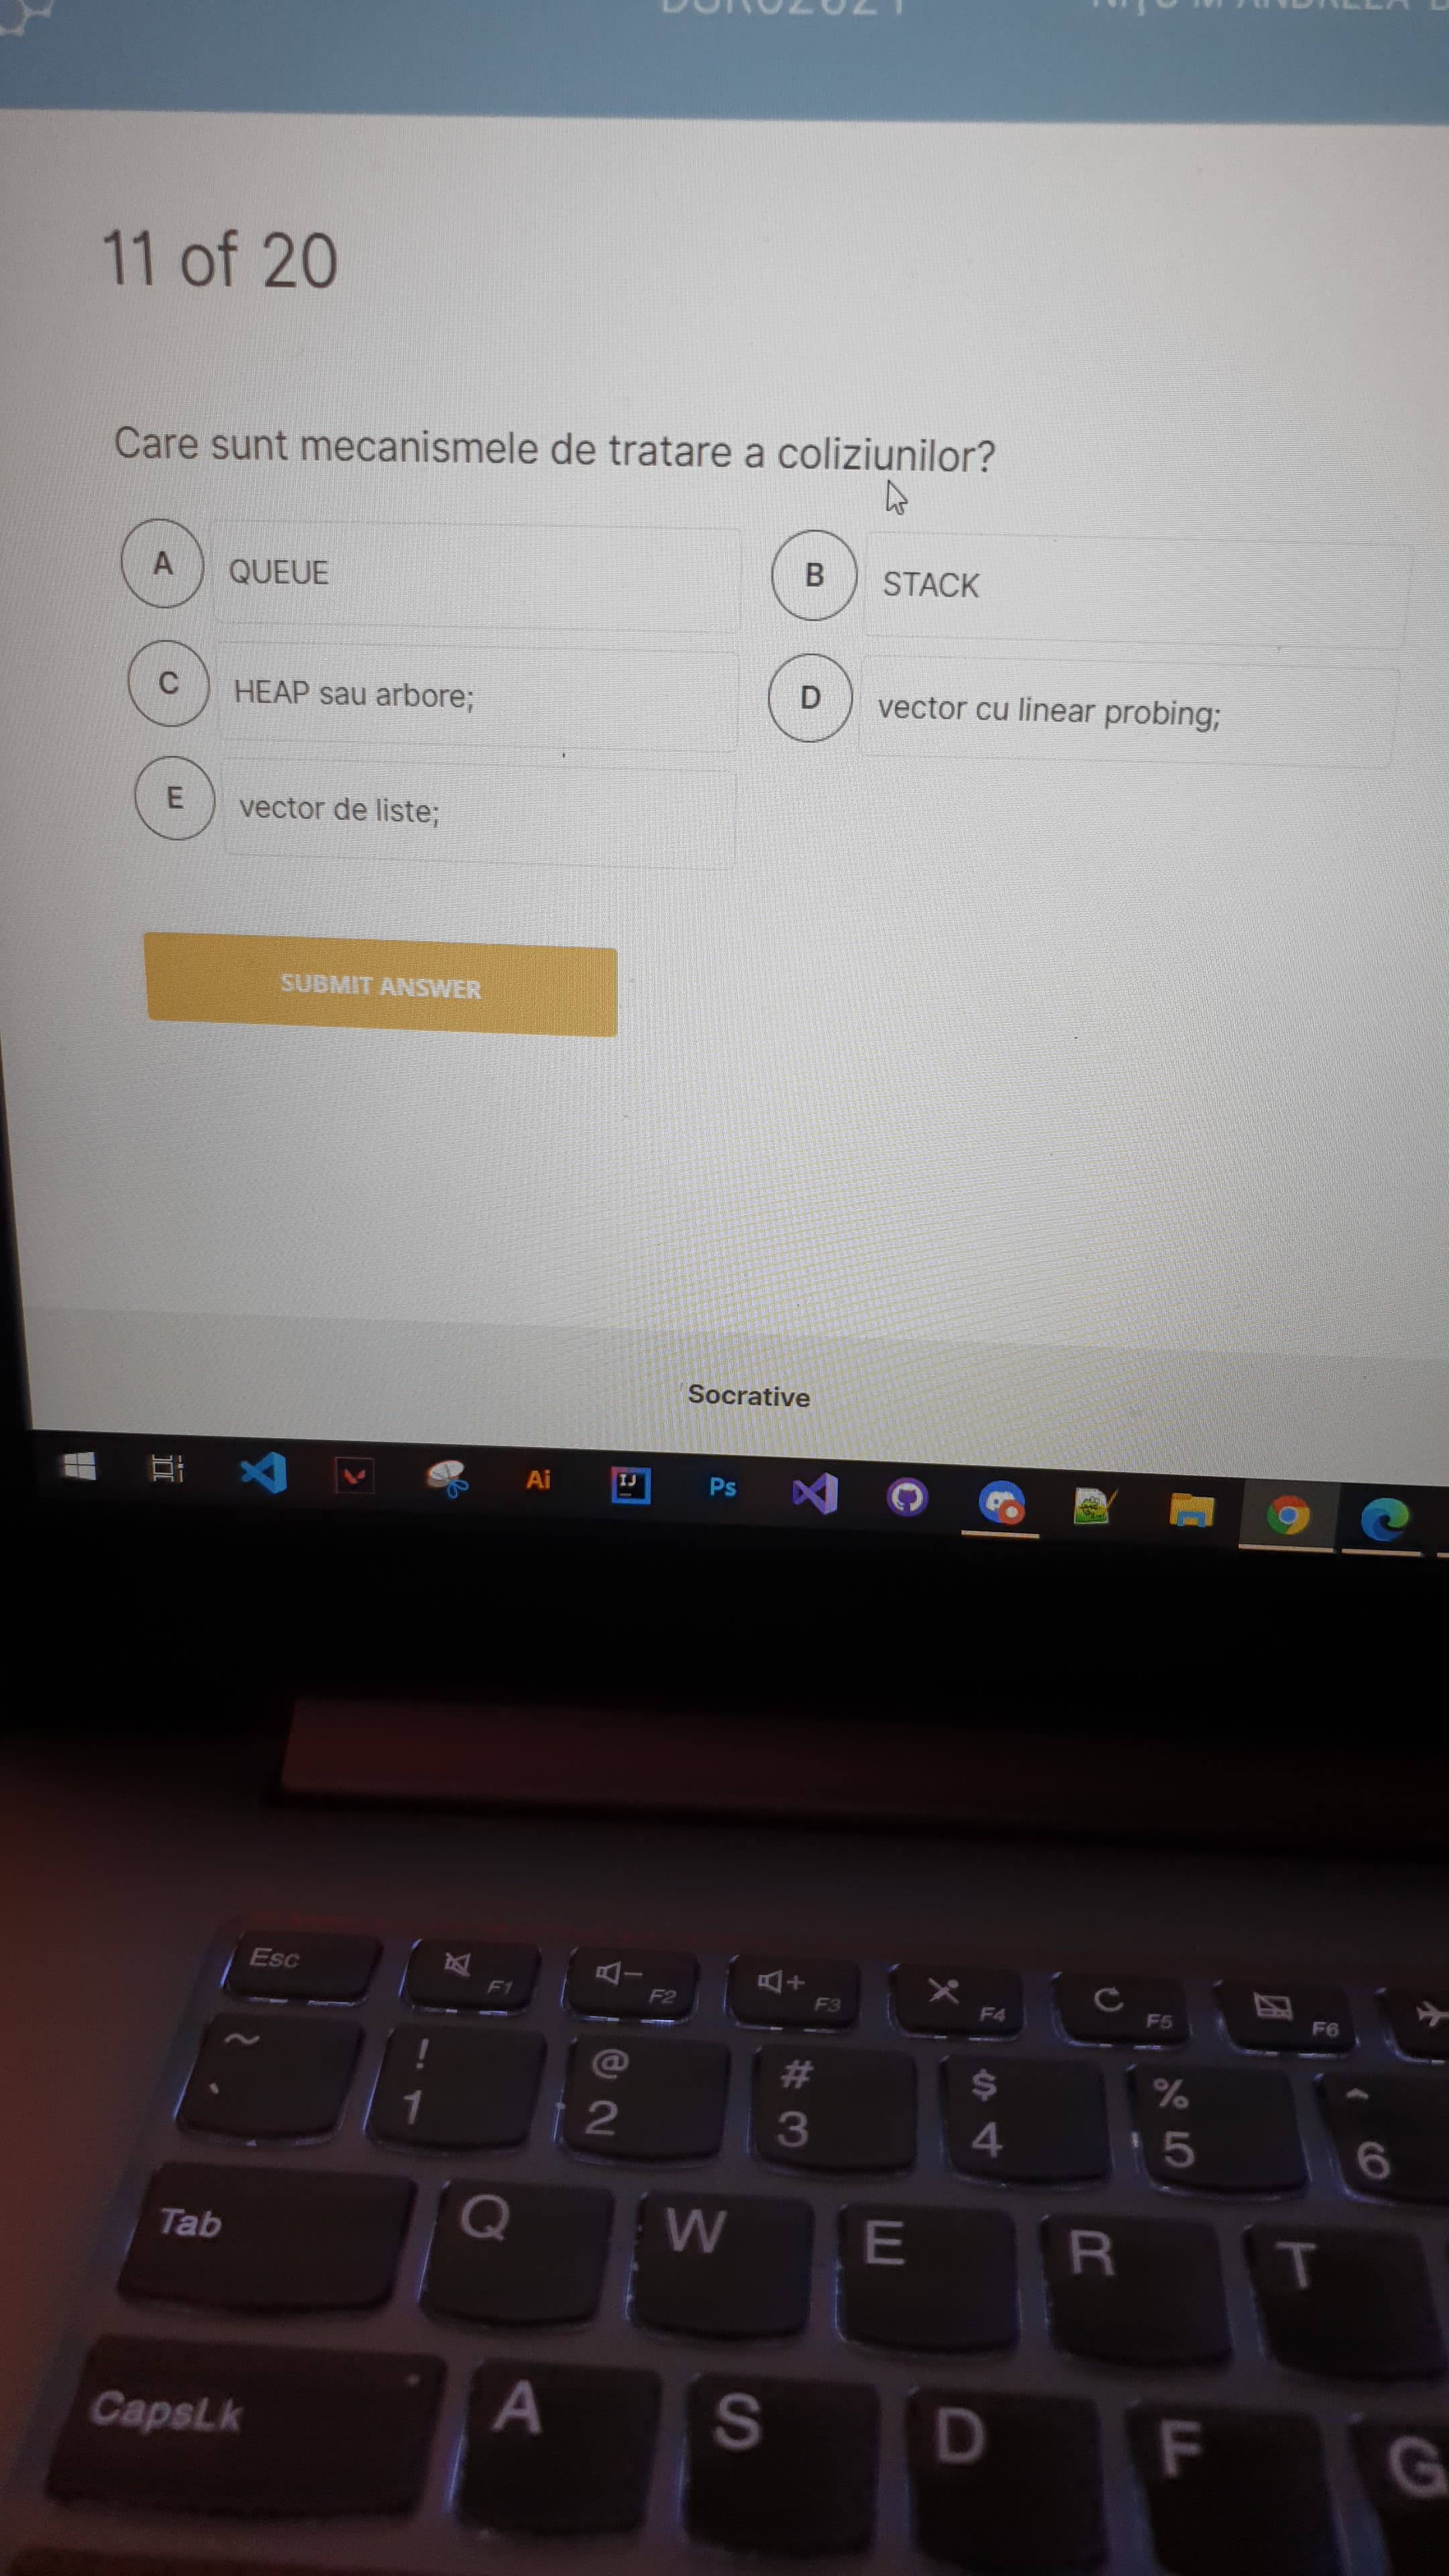 11 of 20
Care sunt mecanismele de tratare a coliziunilor?
A QUEUE
B STACK
C HEAP sau arbore;
D vector cu linear probing;
E vector de liste;
SUBMIT ANSWER
Socrative
Ai
IJ
Ps
Esc
F1
F2
F3
F4
F5
F6
~ `
! 1
@ 2
# 3
$ 4
% 5
^ 6
Tab Q W E R T
CapsLk A S D F G